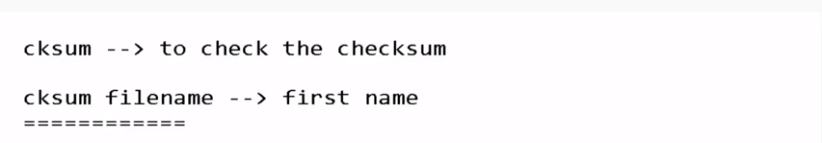 cksum --> to check the checksum
cksum filename --> first name
============